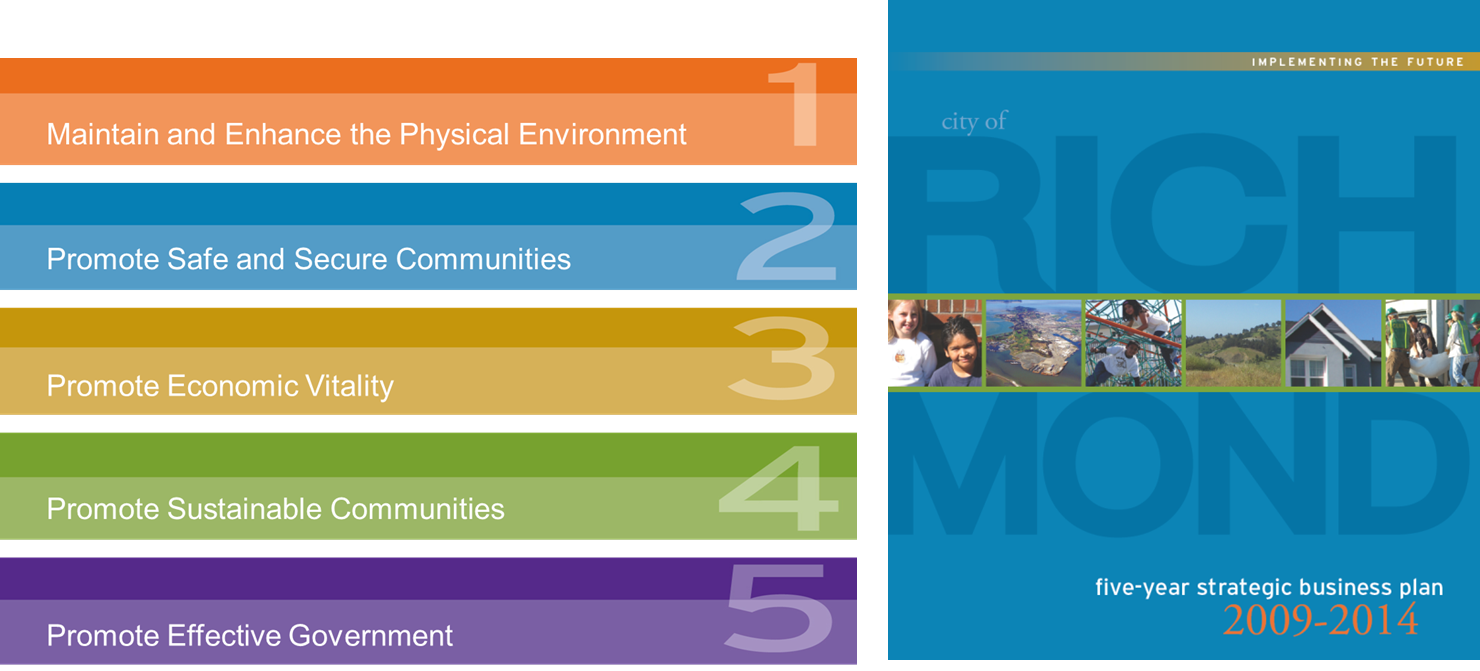 1
Maintain and Enhance the Physical Environment
2
Promote Safe and Secure Communities
3
Promote Economic Vitality
4
Promote Sustainable Communities
5
Promote Effective Government
IMPLEMENTING THE FUTURE
city of
RICH
MOND
five-year strategic business plan
2009-2014